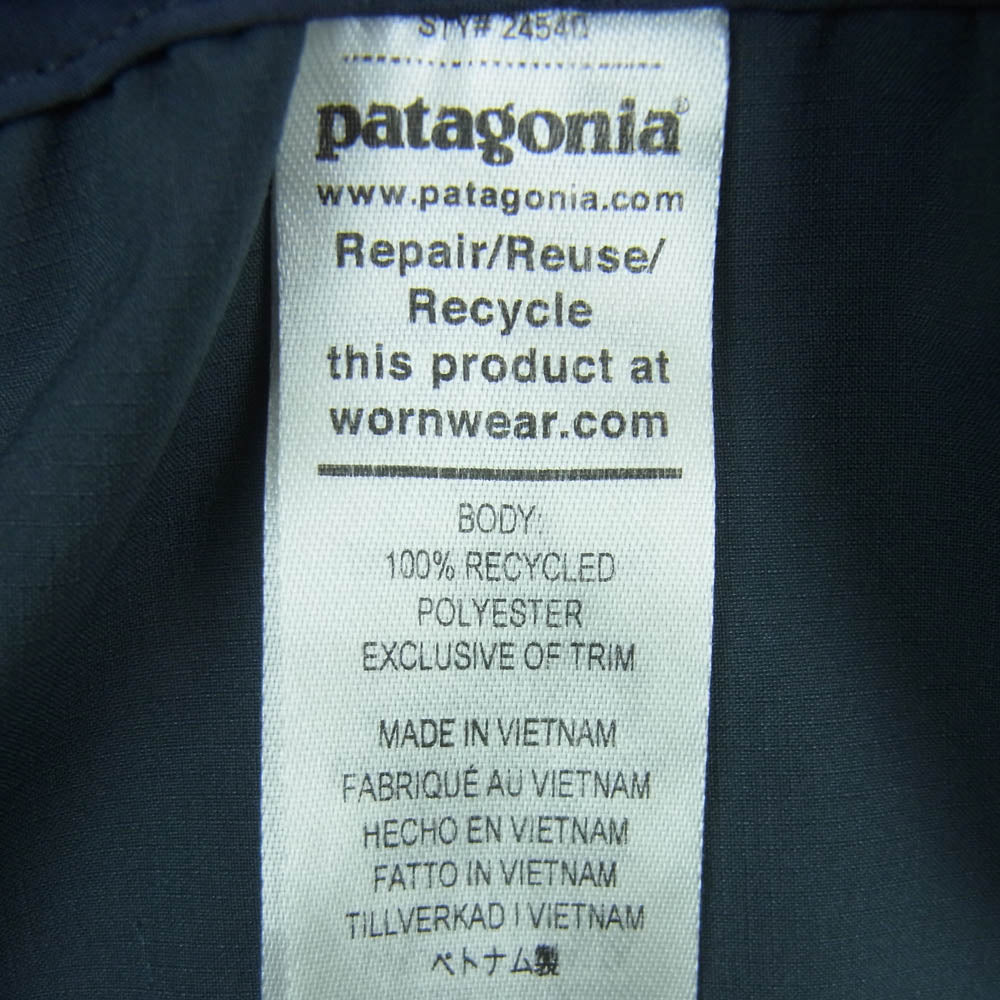 STY# 24540
patagonia®
www.patagonia.com
Repair/Reuse/
Recycle
this product at
wornwear.com
BODY:
100% RECYCLED
POLYESTER
EXCLUSIVE OF TRIM
MADE IN VIETNAM
FABRIQUÉ AU VIETNAM
HECHO EN VIETNAM
FATTO IN VIETNAM
TILLVERKAD I VIETNAM
ベトナム製